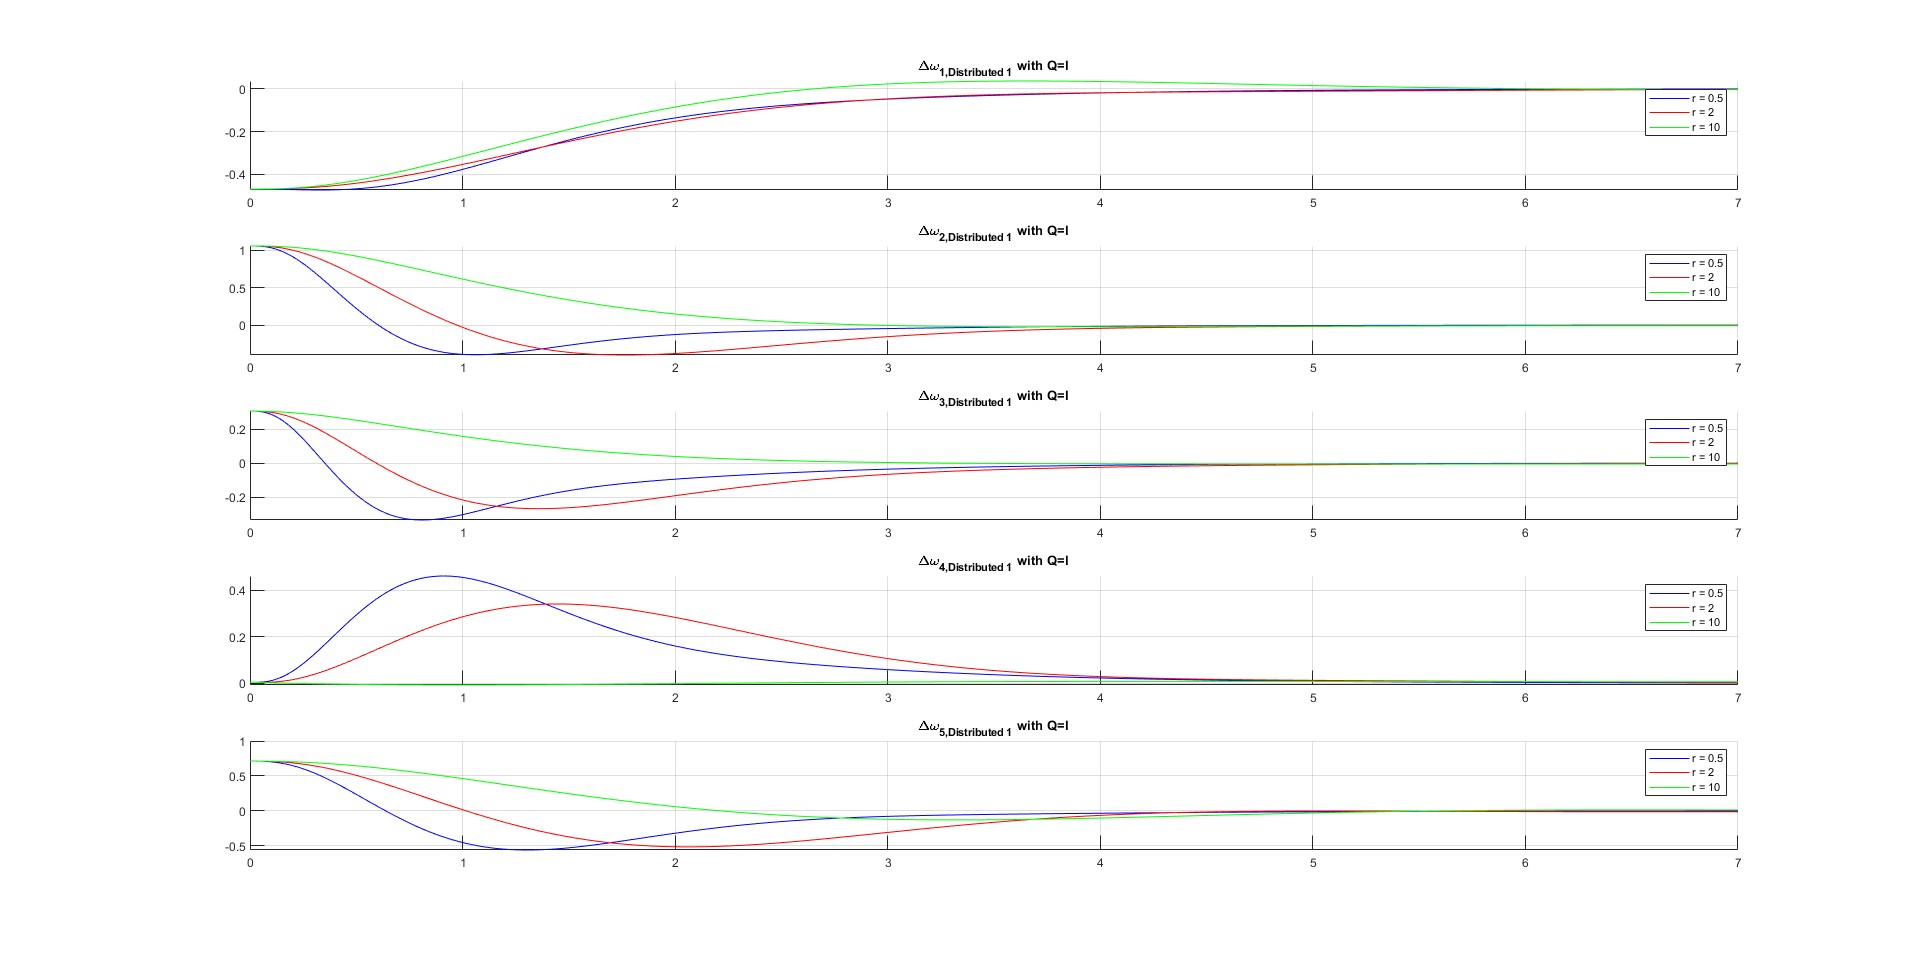 Δω1,Distributed 1 with Q=I
0
-0.2
-0.4
r = 0.5
r = 2
r = 10
0 1 2 3 4 5 6 7
Δω2,Distributed 1 with Q=I
1
0.5
0
r = 0.5
r = 2
r = 10
0 1 2 3 4 5 6 7
Δω3,Distributed 1 with Q=I
0.2
0
-0.2
r = 0.5
r = 2
r = 10
0 1 2 3 4 5 6 7
Δω4,Distributed 1 with Q=I
0.4
0.2
0
r = 0.5
r = 2
r = 10
0 1 2 3 4 5 6 7
Δω5,Distributed 1 with Q=I
1
0.5
0
-0.5
r = 0.5
r = 2
r = 10
0 1 2 3 4 5 6 7